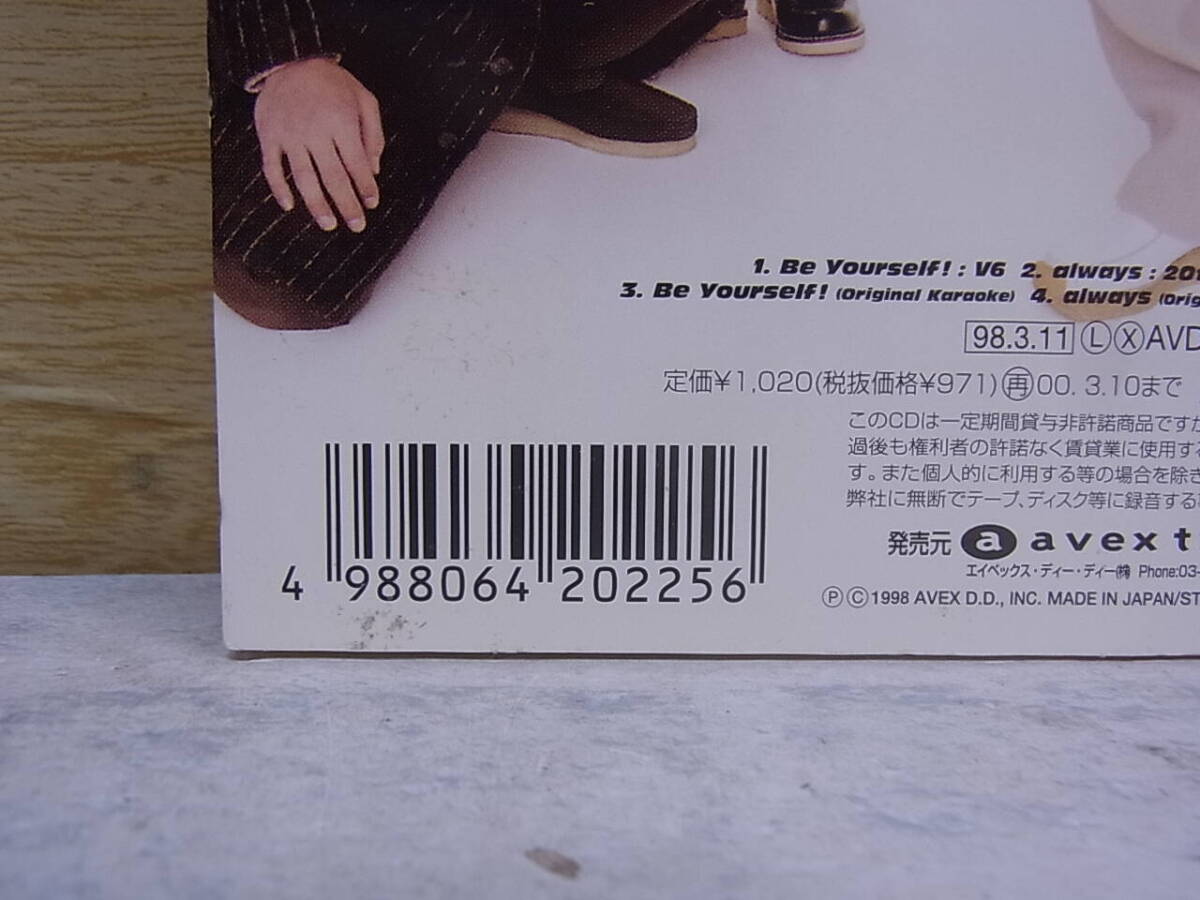 1. Be Yourself! : V6 2. always :
3. Be Yourself! (Original Karaoke) 4. always
98.3.11 Ⓛ Ⓧ
定価¥1,020(税抜価格¥971) 再 00. 3.10まで
このCDは一定期間貸与非許諾商品ですが
過後も権利者の許諾なく賃貸業に使用する
す。また個人的に利用する等の場合を除き
弊社に無断でテープ、ディスク等に録音する
発売元 a avex
エイベックス・ディー・ディー㈱ Phone:03-
ⓅⒸ1998 AVEX D.D., INC. MADE IN JAPAN/
4 988064 202256